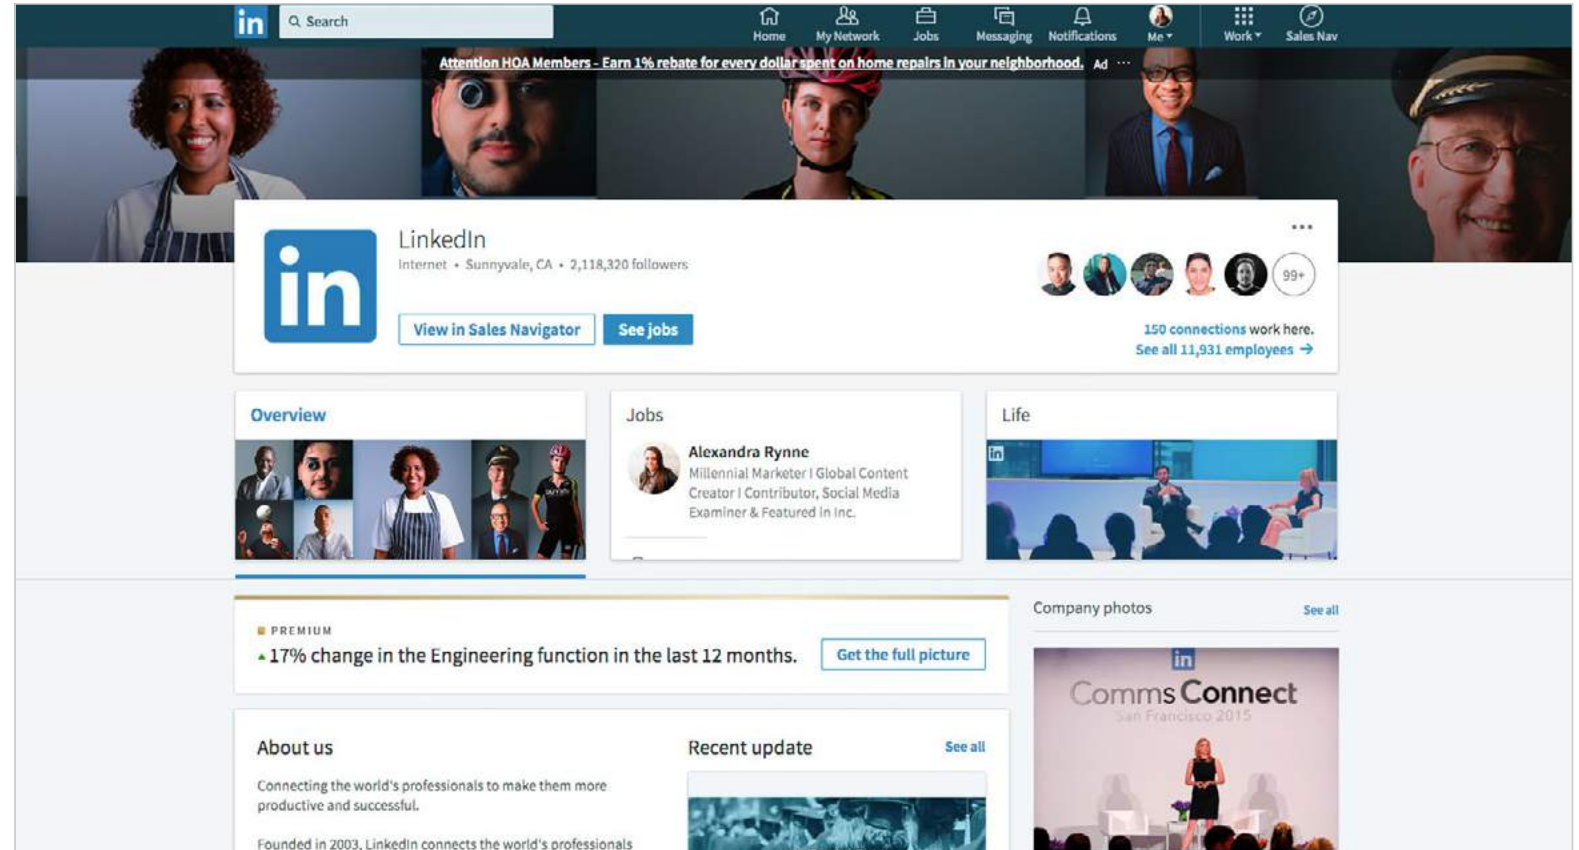 in
Search
Home
My Network
Jobs
Messaging
Notifications
Me
Work
Sales Nav
Attention HOA Members - Earn 1% rebate for every dollar spent on home repairs in your neighborhood. Ad ...
in
LinkedIn
Internet • Sunnyvale, CA • 2,118,320 followers
View in Sales Navigator
See jobs
99+
150 connections work here.
See all 11,931 employees →
Overview
Jobs
Alexandra Rynne
Millennial Marketer I Global Content
Creator I Contributor, Social Media
Examiner & Featured in Inc.
Life
in
PREMIUM
17% change in the Engineering function in the last 12 months.
Get the full picture
About us
Connecting the world's professionals to make them more
productive and successful.
Founded in 2003, LinkedIn connects the world's professionals
Recent update
See all
Company photos
See all
in
Comms Connect
San Francisco 2015